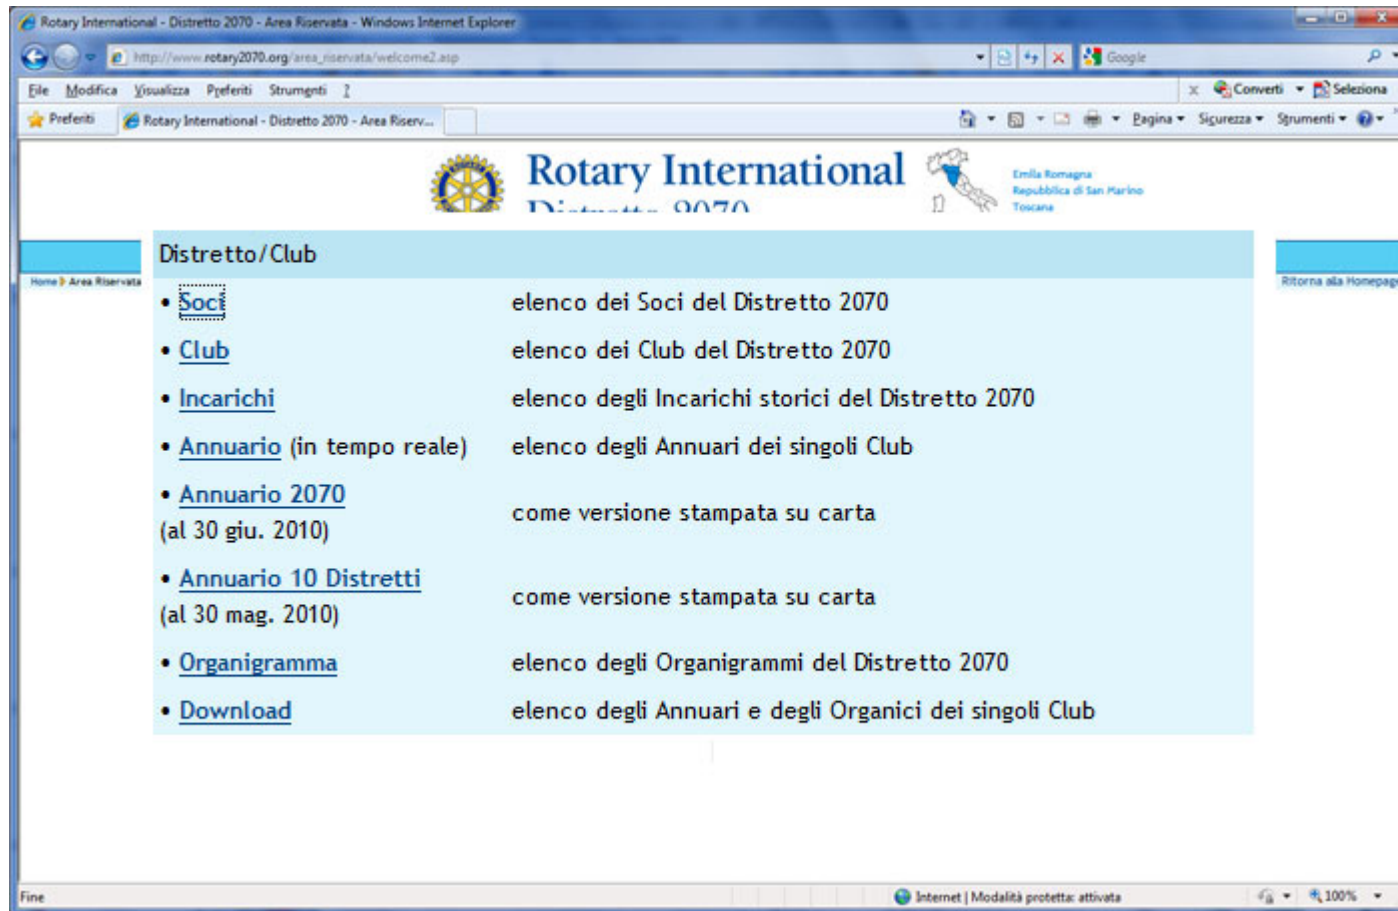 Rotary International - Distretto 2070 - Area Riservata - Windows Internet Explorer
http://www.rotary2070.org/area_riservata/welcome2.asp
Google
File Modifica Visualizza Preferiti Strumenti ?
x Converti Seleziona
Preferiti
Rotary International - Distretto 2070 - Area Riserv...
Pagina Sicurezza Strumenti
Rotary International
Distretto 2070
Emilia Romagna
Repubblica di San Marino
Toscana
Home Area Riservata
Ritorna alla Homepage
Distretto/Club
• Soci elenco dei Soci del Distretto 2070
• Club elenco dei Club del Distretto 2070
• Incarichi elenco degli Incarichi storici del Distretto 2070
• Annuario (in tempo reale) elenco degli Annuari dei singoli Club
• Annuario 2070
(al 30 giu. 2010)
come versione stampata su carta
• Annuario 10 Distretti
(al 30 mag. 2010)
come versione stampata su carta
• Organigramma elenco degli Organigrammi del Distretto 2070
• Download elenco degli Annuari e degli Organici dei singoli Club
Fine
Internet | Modalità protetta: attivata
100%